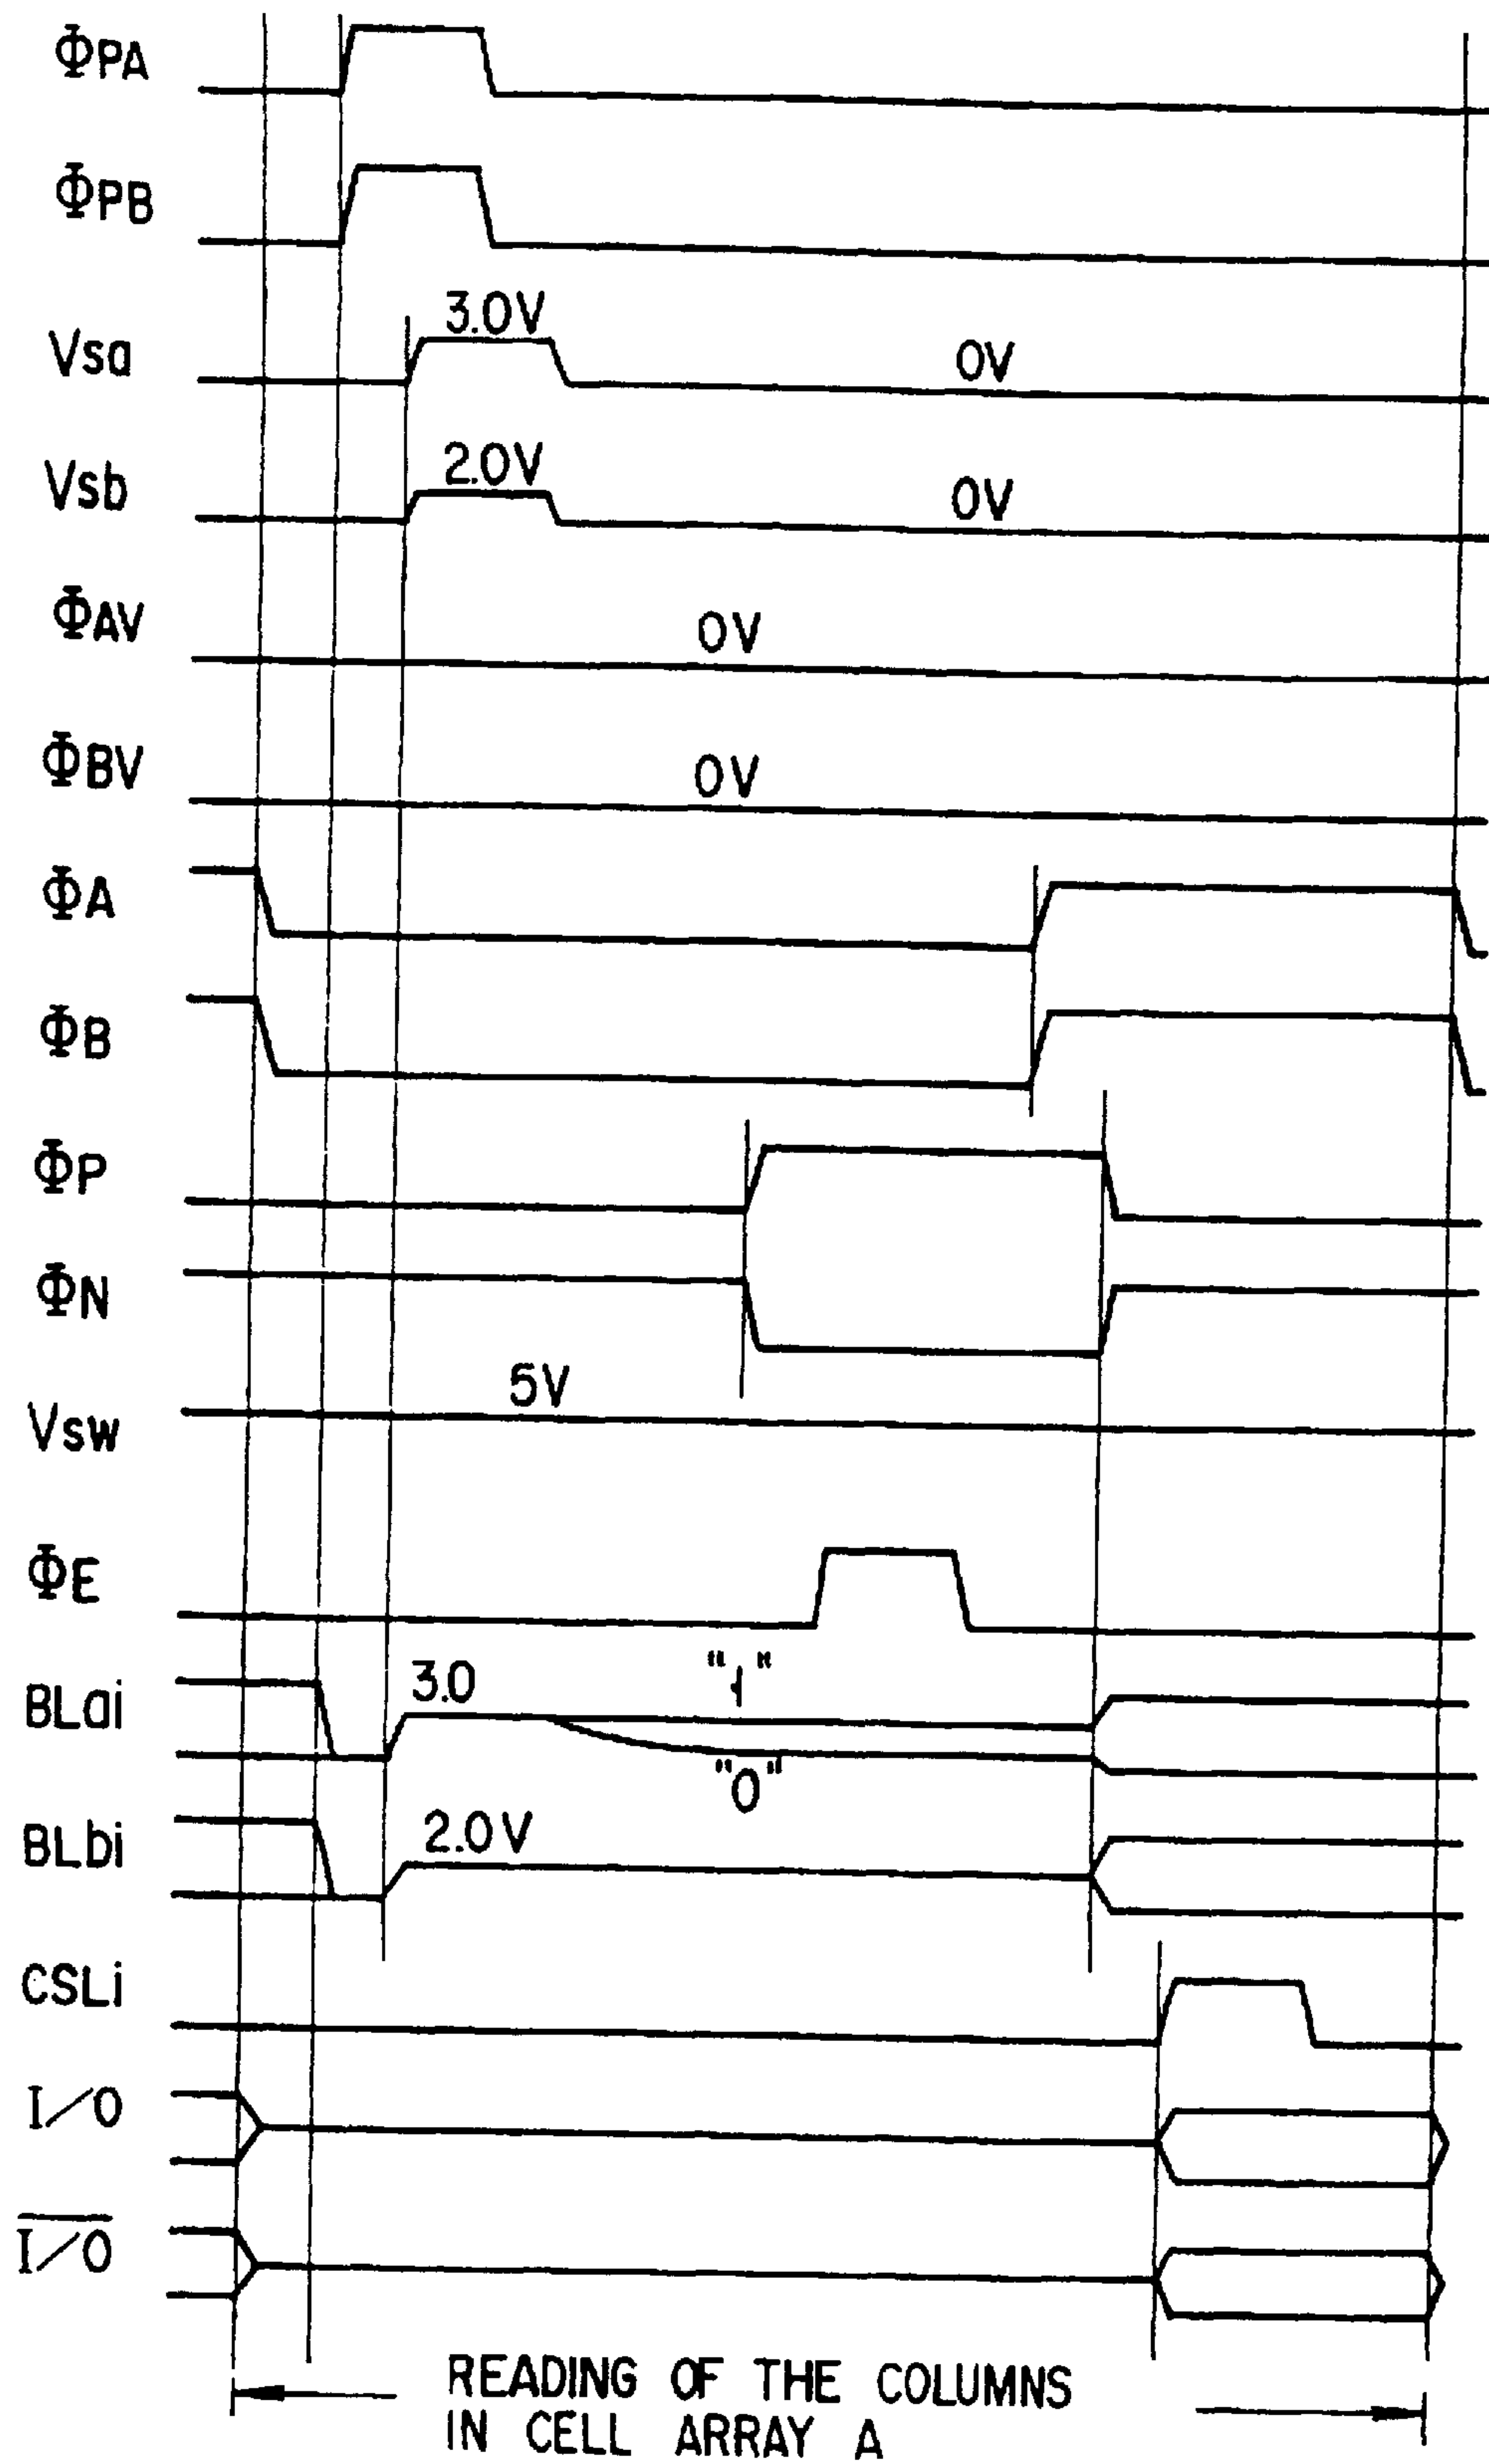 ΦPA
ΦPB
3.0V
Vsa
0V
2.0V
Vsb
0V
ΦAV
0V
ΦBV
0V
ΦA
ΦB
ΦP
ΦN
5V
Vsw
ΦE
BLai
3.0
"1"
"0"
BLbi
2.0V
CSLi
I/O
I/O
READING OF THE COLUMNS
IN CELL ARRAY A